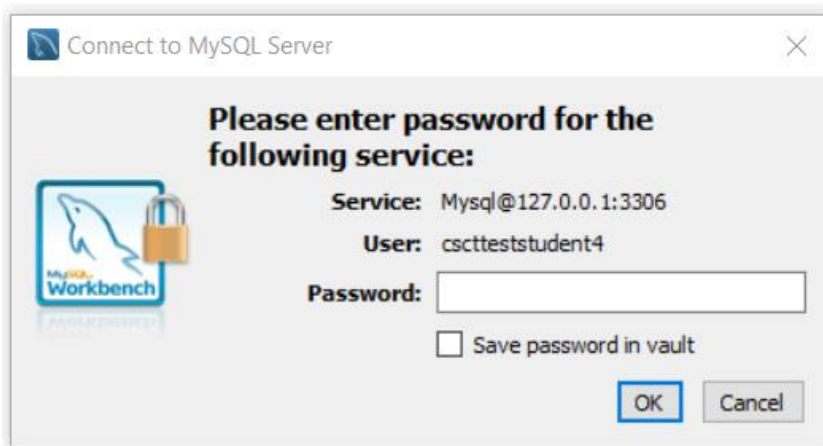 Connect to MySQL Server
Please enter password for the
following service:
Service: Mysql@127.0.0.1:3306
User: csctteststudent4
Password:
Save password in vault
OK Cancel
MySQL
Workbench